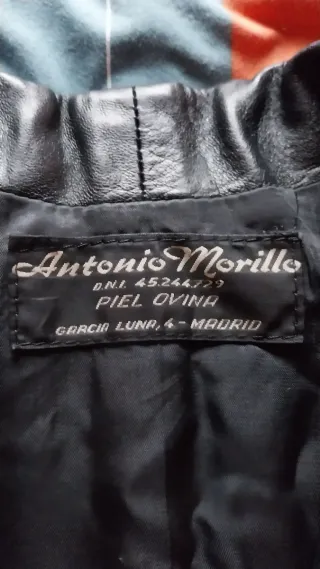 Antonio Morillo
D.N.I. 45.244.729
PIEL OVINA
GARCIA LUNA, 4 - MADRID